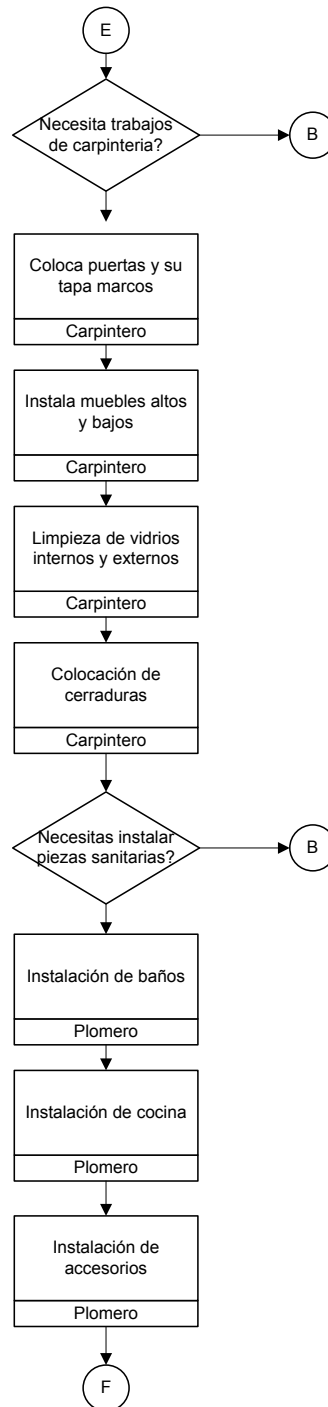 E
Necesita trabajos
de carpinteria?
B
Coloca puertas y su
tapa marcos
Carpintero
Instala muebles altos
y bajos
Carpintero
Limpieza de vidrios
internos y externos
Carpintero
Colocación de
cerraduras
Carpintero
Necesitas instalar
piezas sanitarias?
B
Instalación de baños
Plomero
Instalación de cocina
Plomero
Instalación de
accesorios
Plomero
F